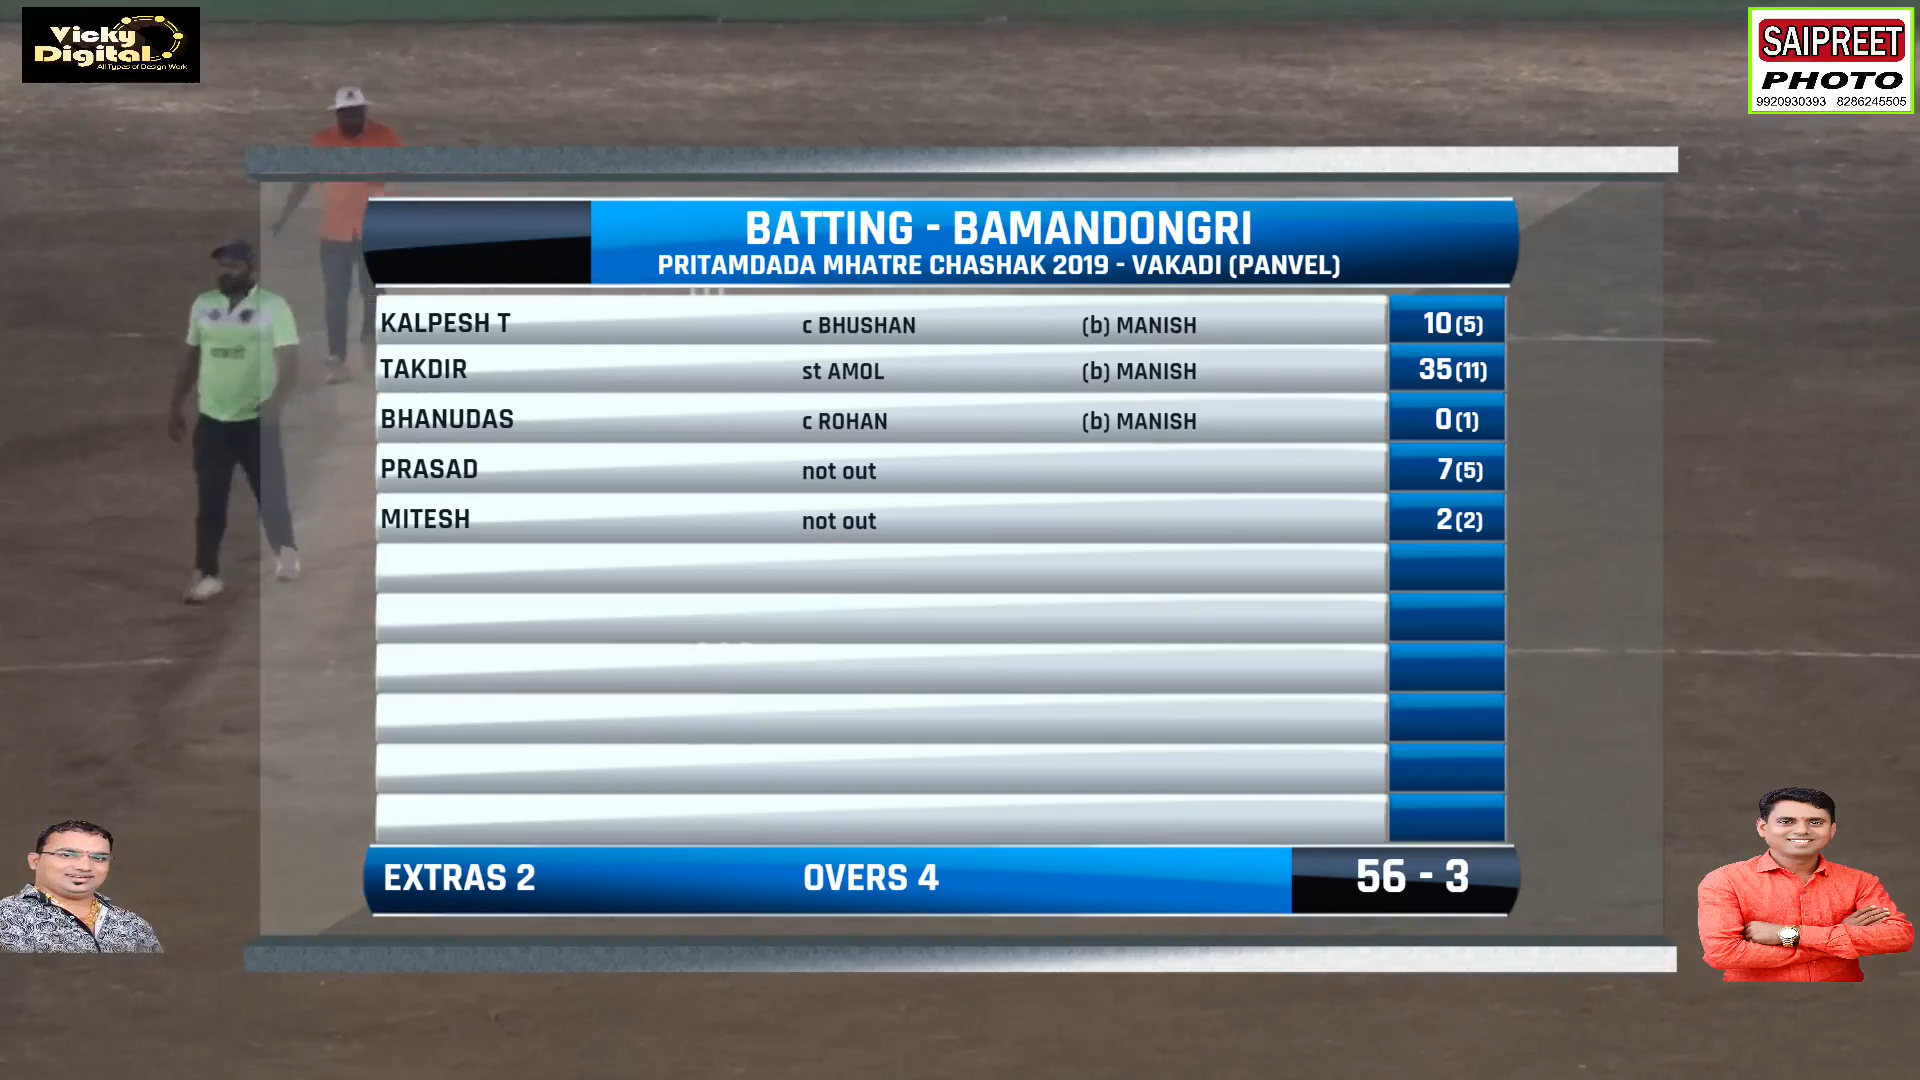 Vicky
Digital
All Types of Design Work
SAIPREET
PHOTO
9920930393 8286245505
BATTING - BAMANDONGRI
PRITAMDADA MHATRE CHASHAK 2019 - VAKADI (PANVEL)
KALPESH T c BHUSHAN (b) MANISH 10(5)
TAKDIR st AMOL (b) MANISH 35(11)
BHANUDAS c ROHAN (b) MANISH 0(1)
PRASAD not out 7(5)
MITESH not out 2(2)
EXTRAS 2 OVERS 4 56 - 3